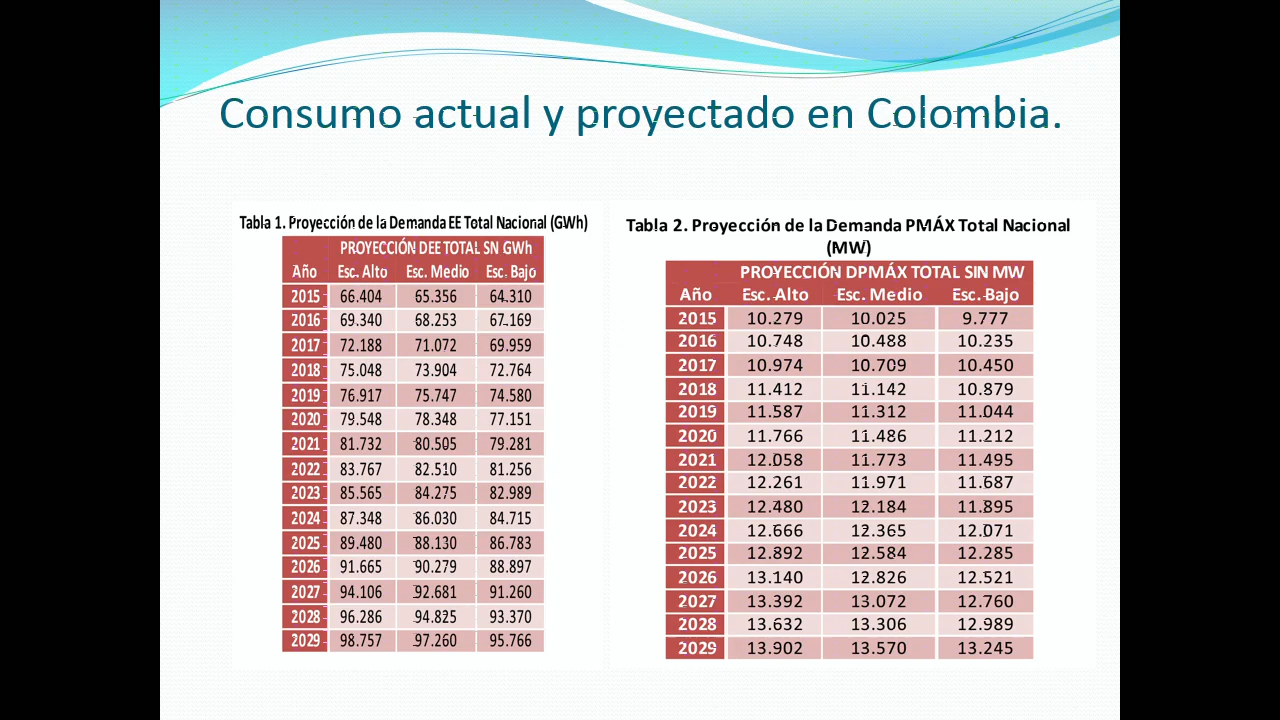 Consumo actual y proyectado en Colombia.
Tabla 1. Proyección de la Demanda EE Total Nacional (GWh)
PROYECCIÓN DEE TOTAL SN GWh
Año Esc. Alto Esc. Medio Esc. Bajo
2015 66.404 65.356 64.310
2016 69.340 68.253 67.169
2017 72.188 71.072 69.959
2018 75.048 73.904 72.764
2019 76.917 75.747 74.580
2020 79.548 78.348 77.151
2021 81.732 80.505 79.281
2022 83.767 82.510 81.256
2023 85.565 84.275 82.989
2024 87.348 86.030 84.715
2025 89.480 88.130 86.783
2026 91.665 90.279 88.897
2027 94.106 92.681 91.260
2028 96.286 94.825 93.370
2029 98.757 97.260 95.766
Tabla 2. Proyección de la Demanda PMÁX Total Nacional
(MW)
PROYECCIÓN DPMÁX TOTAL SIN MW
Año Esc. Alto Esc. Medio Esc. Bajo
2015 10.279 10.025 9.777
2016 10.748 10.488 10.235
2017 10.974 10.709 10.450
2018 11.412 11.142 10.879
2019 11.587 11.312 11.044
2020 11.766 11.486 11.212
2021 12.058 11.773 11.495
2022 12.261 11.971 11.687
2023 12.480 12.184 11.895
2024 12.666 12.365 12.071
2025 12.892 12.584 12.285
2026 13.140 12.826 12.521
2027 13.392 13.072 12.760
2028 13.632 13.306 12.989
2029 13.902 13.570 13.245